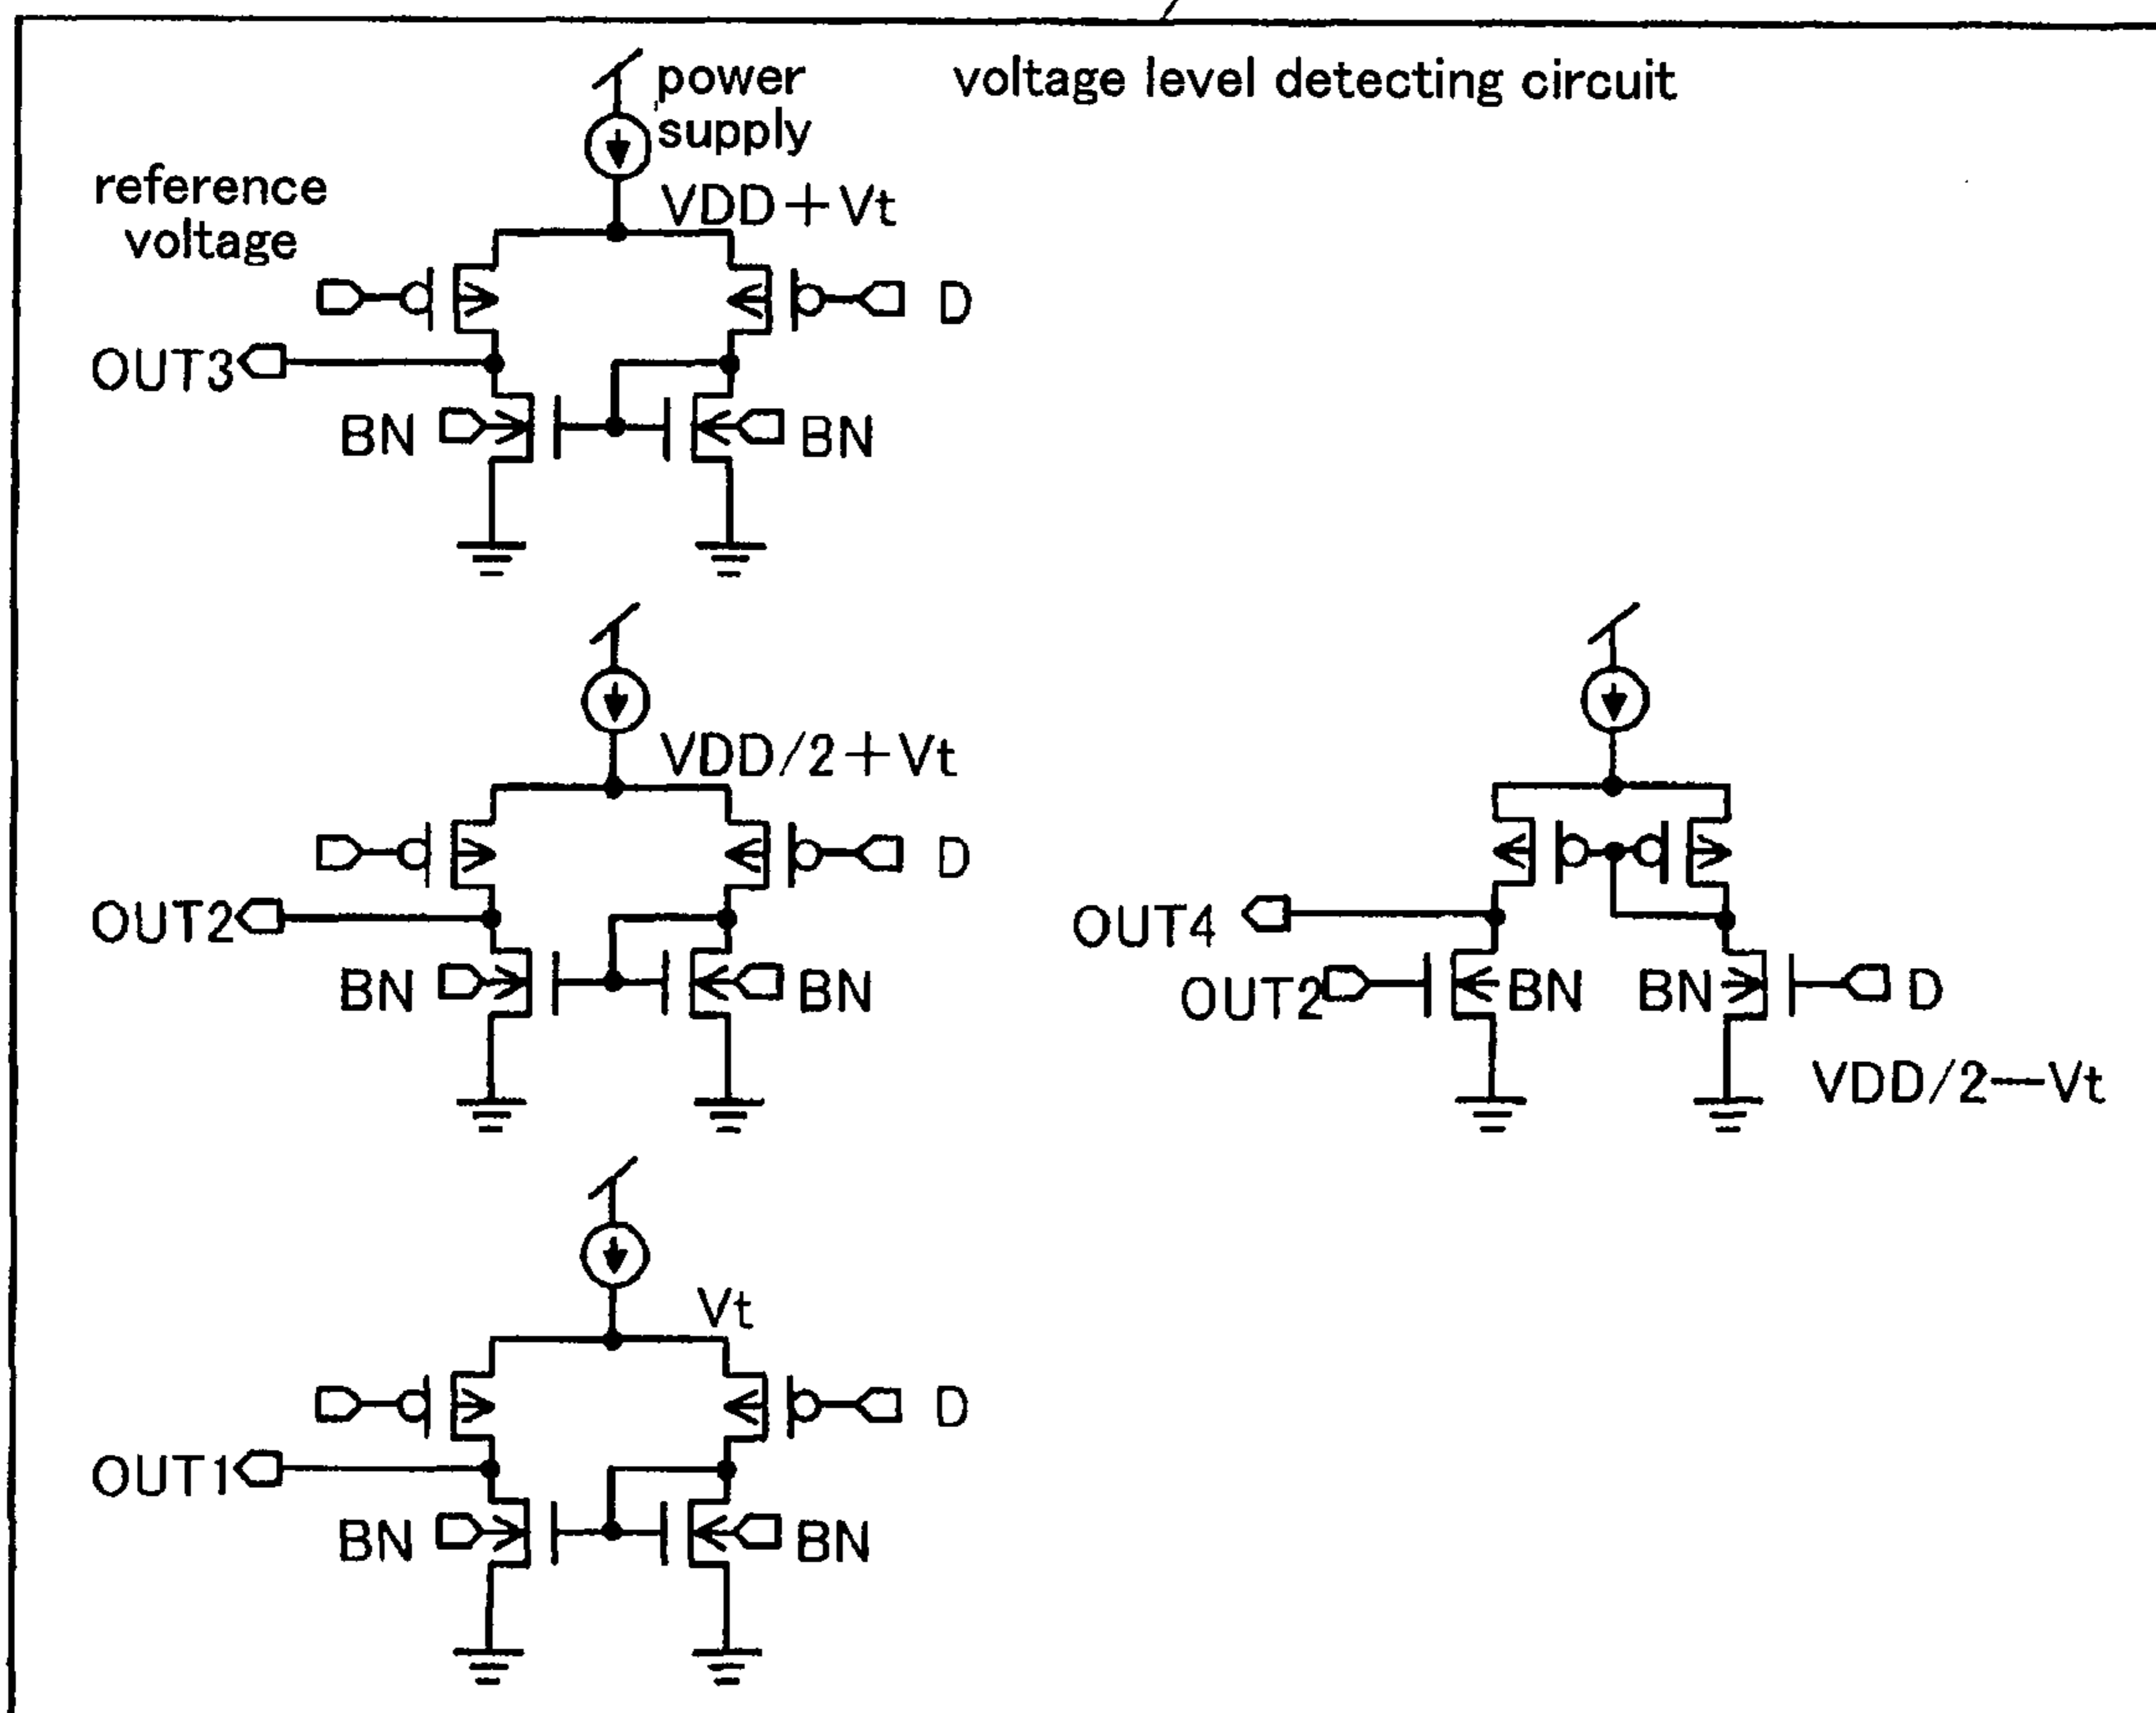 voltage level detecting circuit
power
supply
reference
voltage
VDD+Vt
D
OUT3
BN
BN
VDD/2+Vt
D
OUT2
BN
BN
OUT4
OUT2
BN
BN
D
VDD/2-Vt
Vt
D
OUT1
BN
BN